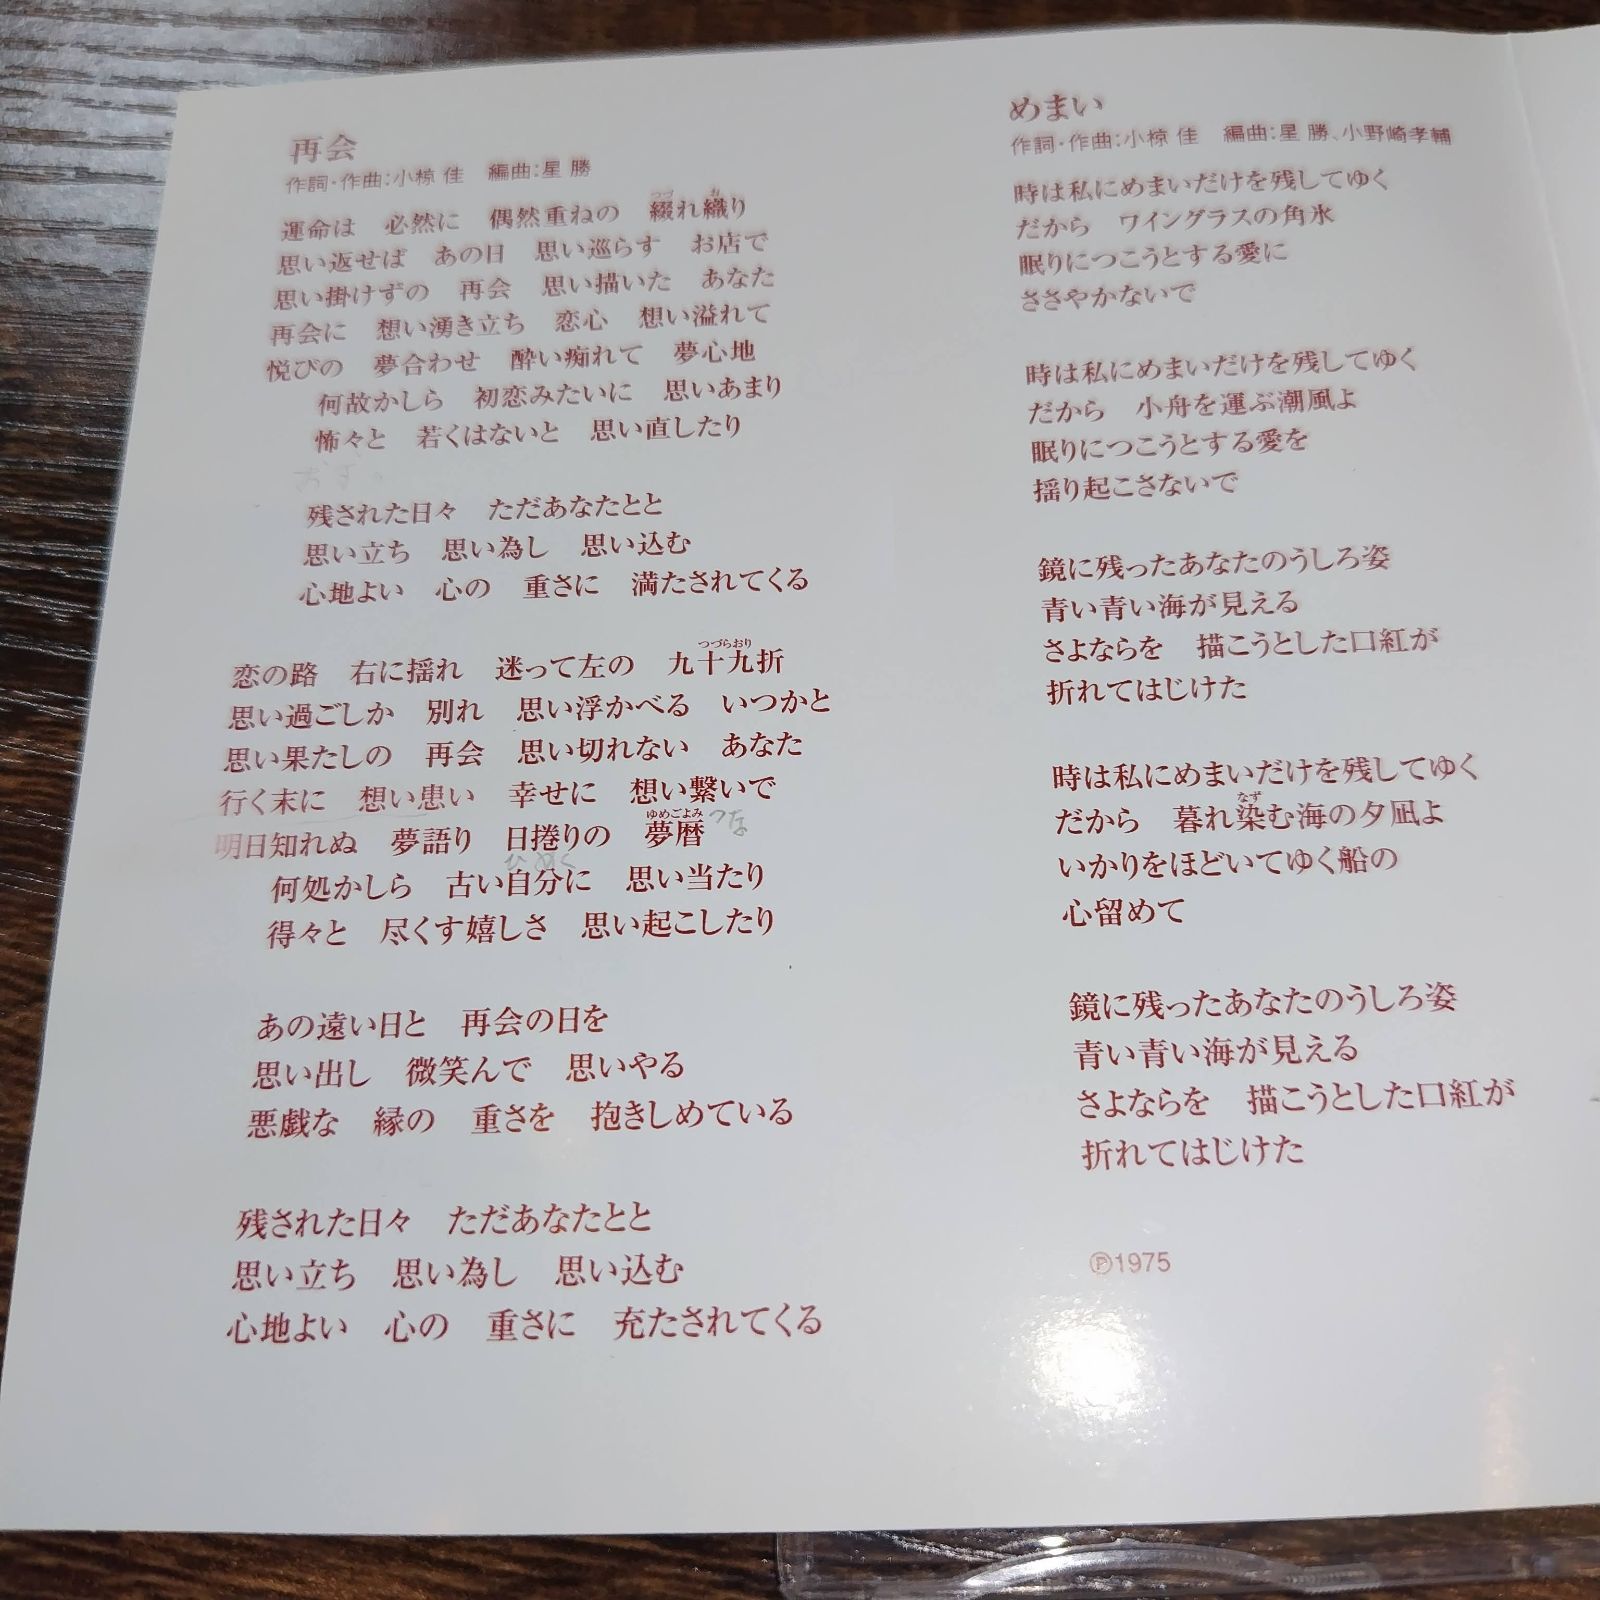 再会
作詞・作曲:小椋 佳 編曲:星 勝
運命は 必然に 偶然重ねの 綴れ織り
思い返せば あの日 思い巡らす お店で
思い掛けずの 再会 思い描いた あなた
再会に 想い湧き立ち 恋心 想い溢れて
悦びの 夢合わせ 酔い痴れて 夢心地
何故かしら 初恋みたいに 思いあまり
怖々と 若くはないと 思い直したり
残された日々 ただあなたとと
思い立ち 思い為し 思い込む
心地よい 心の 重さに 満たされてくる
つづらおり
恋の路 右に揺れ 迷って左の 九十九折
思い過ごしか 別れ 思い浮かべる いつかと
思い果たしの 再会 思い切れない あなた
行く末に 想い患い 幸せに 想い繋いで
ゆめごよみ つな
明日知れぬ 夢語り 日捲りの 夢暦
ひめく
何処かしら 古い自分に 思い当たり
得々と 尽くす嬉しさ 思い起こしたり
あの遠い日と 再会の日を
思い出し 微笑んで 思いやる
悪戯な 縁の 重さを 抱きしめている
残された日々 ただあなたとと
思い立ち 思い為し 思い込む
心地よい 心の 重さに 充たされてくる
めまい
作詞・作曲:小椋 佳 編曲:星 勝、小野崎孝輔
時は私にめまいだけを残してゆく
だから ワイングラスの角氷
眠りにつこうとする愛に
ささやかないで
時は私にめまいだけを残してゆく
だから 小舟を運ぶ潮風よ
眠りにつこうとする愛を
揺り起こさないで
鏡に残ったあなたのうしろ姿
青い青い海が見える
さよならを 描こうとした口紅が
折れてはじけた
時は私にめまいだけを残してゆく
なず
だから 暮れ染む海の夕凪よ
いかりをほどいてゆく船の
心留めて
鏡に残ったあなたのうしろ姿
青い青い海が見える
さよならを 描こうとした口紅が
折れてはじけた
Ⓟ1975